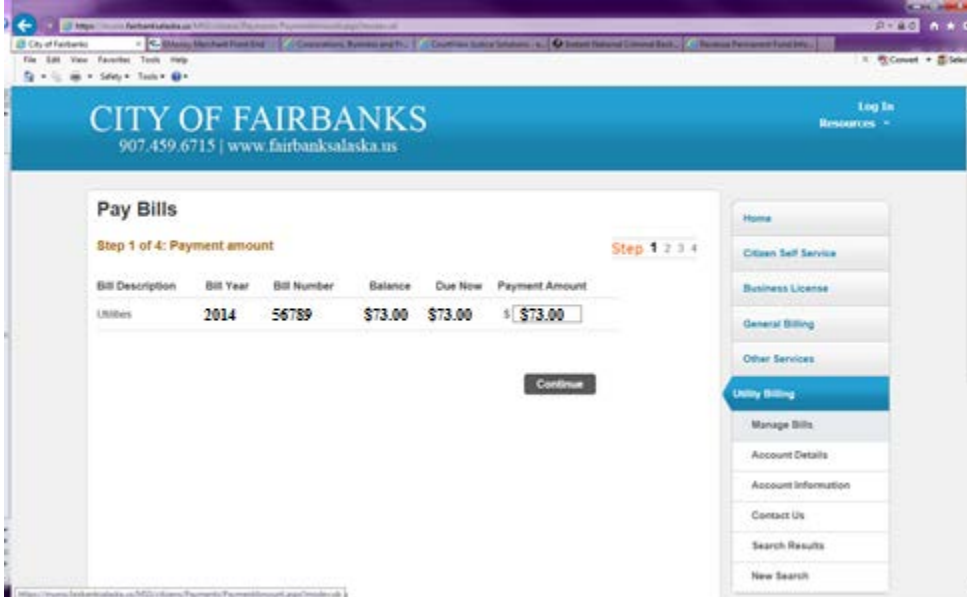 City of Fairbanks
File Edit View Favorites Tools Help
Convert
Safety Tools
CITY OF FAIRBANKS
907.459.6715 | www.fairbanksalaska.us
Log In
Resources
Pay Bills
Step 1 of 4: Payment amount
Step 1 2 3 4
Bill Description Bill Year Bill Number Balance Due Now Payment Amount
Utilities 2014 56789 $73.00 $73.00 $ $73.00
Continue
Home
Citizen Self Service
Business License
General Billing
Other Services
Utility Billing
Manage Bills
Account Details
Account Information
Contact Us
Search Results
New Search